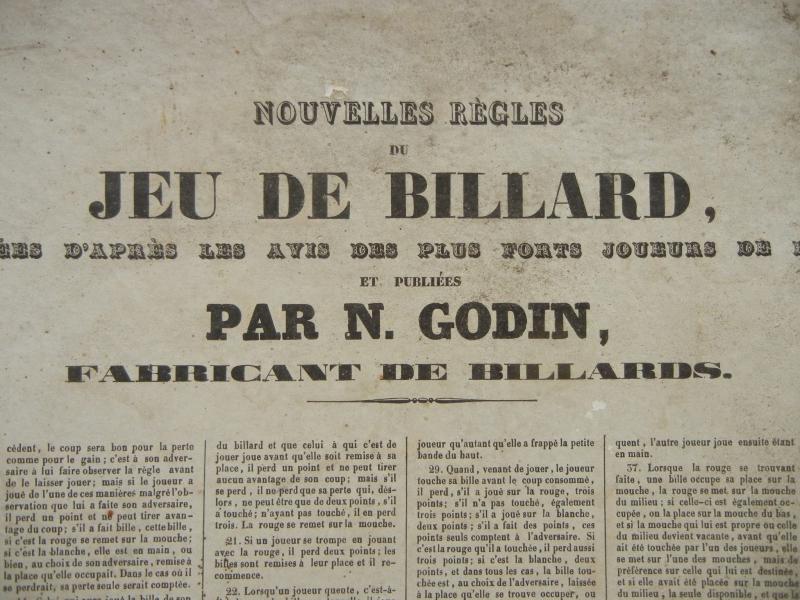 NOUVELLES RÈGLES
DU
JEU DE BILLARD,
D'APRÈS LES AVIS DES PLUS FORTS JOUEURS DE
ET PUBLIÉES
PAR N. GODIN,
FABRICANT DE BILLARDS.
cédent, le coup sera bon pour la perte
comme pour le gain ; c'est à son adver-
saire à lui faire observer la règle avant
de le laisser jouer; mais si le joueur a
joué de l'une de ces manières malgré l'ob-
servation que lui a faite son adversaire,
il perd un point et ne peut tirer avan-
tage du coup; s'il a fait bille, cette bille,
si c'est la rouge se remet sur la mouche;
si c'est la blanche, elle est en main, ou
bien, au choix de son adversaire, remise à
la place qu'elle occupait. Dans le cas où il
se perdrait, sa perte seule serait comptée.
du billard et que celui à qui c'est de
jouer joue avant qu'elle soit remise à sa
place, il perd un point et ne peut tirer
aucun avantage de son coup; mais s'il
se perd, il ne perd que sa perte qui, dès-
lors, ne peut être que de deux points, s'il
a touché; n'ayant pas touché, il en perd
trois. La rouge se remet sur la mouche.
21. Si un joueur se trompe en jouant
avec la rouge, il perd deux points; les
billes sont remises à leur place et il re-
commence.
22. Lorsqu'un joueur queute, c'est-à-
joueur qu'autant qu'elle a frappé la petite
bande du haut.
29. Quand, venant de jouer, le joueur
touche sa bille avant le coup consommé,
il perd, s'il a joué sur la rouge, trois
points; s'il n'a pas touché, également
trois points; s'il a joué sur la blanche,
deux points; s'il a fait des points, ces
points seuls comptent à l'adversaire. Si
c'est la rouge qu'il a touchée, il perd aussi
trois points; si c'est la blanche, deux
points, et dans tous les cas, la bille tou-
chée est, au choix de l'adversaire, laissée
à la place qu'elle se trouve occuper, ou
quent, l'autre joueur joue ensuite étant
en main.
37. Lorsque la rouge se trouvant
faite, une bille occupe sa place sur la
mouche, la rouge se met sur la mouche
du milieu; si celle-ci est également oc-
cupée, on la place sur la mouche du bas,
et si la mouche qui lui est propre ou celle
du milieu devient vacante, avant qu'elle
ait été touchée par l'un des joueurs, elle
se met sur l'une des mouches, mais de
préférence sur celle qui lui est destinée,
et si elle avait été placée sur la mouche
du milieu, la seule disponible, et que la